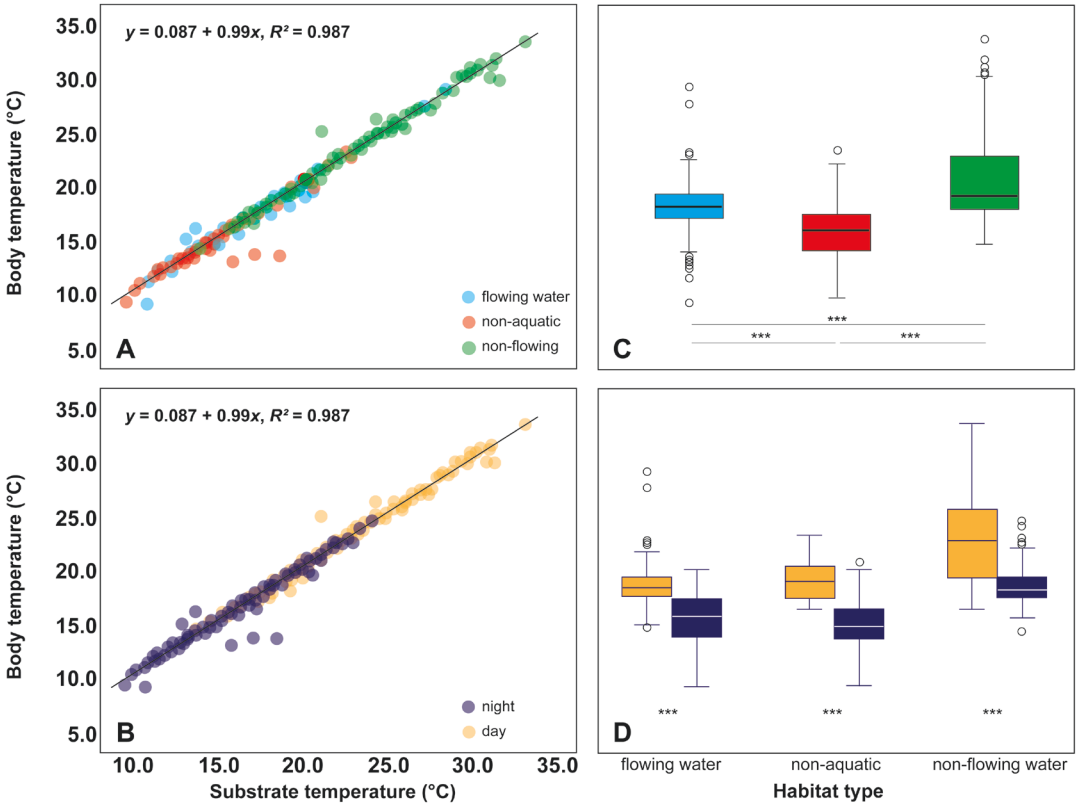 35.0
y = 0.087 + 0.99x, R² = 0.987
30.0
25.0
20.0
15.0
10.0
5.0
Body temperature (°C)
flowing water
non-aquatic
non-flowing
A
***
*** ***
C
35.0
y = 0.087 + 0.99x, R² = 0.987
30.0
25.0
20.0
15.0
10.0
5.0
Body temperature (°C)
night
day
B
10.0 15.0 20.0 25.0 30.0 35.0
Substrate temperature (°C)
*** *** ***
D
flowing water non-aquatic non-flowing water
Habitat type